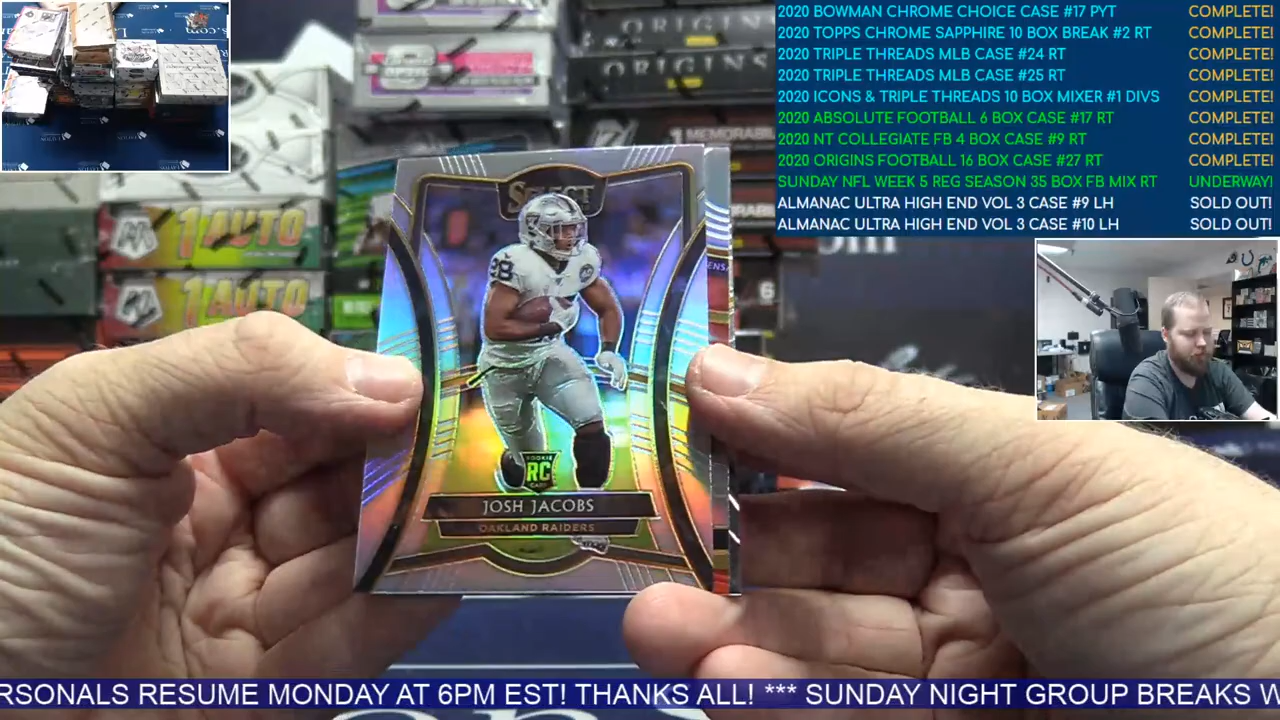 2020 BOWMAN CHROME CHOICE CASE #17 PYT COMPLETE!
2020 TOPPS CHROME SAPPHIRE 10 BOX BREAK #2 RT COMPLETE!
2020 TRIPLE THREADS MLB CASE #24 RT COMPLETE!
2020 TRIPLE THREADS MLB CASE #25 RT COMPLETE!
2020 ICONS & TRIPLE THREADS 10 BOX MIXER #1 DIVS COMPLETE!
2020 ABSOLUTE FOOTBALL 6 BOX CASE #17 RT COMPLETE!
2020 NT COLLEGIATE FB 4 BOX CASE #9 RT COMPLETE!
2020 ORIGINS FOOTBALL 16 BOX CASE #27 RT COMPLETE!
SUNDAY NFL WEEK 5 REG SEASON 35 BOX FB MIX RT UNDERWAY!
ALMANAC ULTRA HIGH END VOL 3 CASE #9 LH SOLD OUT!
ALMANAC ULTRA HIGH END VOL 3 CASE #10 LH SOLD OUT!
ORIGINS
ORIGINS
1 MEMORABIL
1 AUTO
1 AUTO
SELECT
28
ROOKIE
RC
CARD
JOSH JACOBS
OAKLAND RAIDERS
RSONALS RESUME MONDAY AT 6PM EST! THANKS ALL! *** SUNDAY NIGHT GROUP BREAKS W